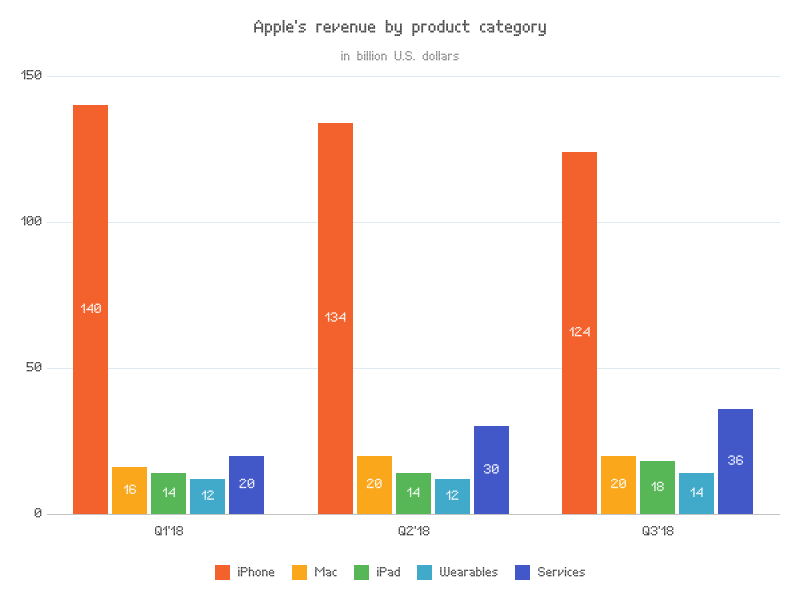 Apple's revenue by product category
in billion U.S. dollars
150
100
50
0
140
16
14
12
20
134
20
14
12
30
124
20
18
14
36
Q1'18
Q2'18
Q3'18
iPhone
Mac
iPad
Wearables
Services